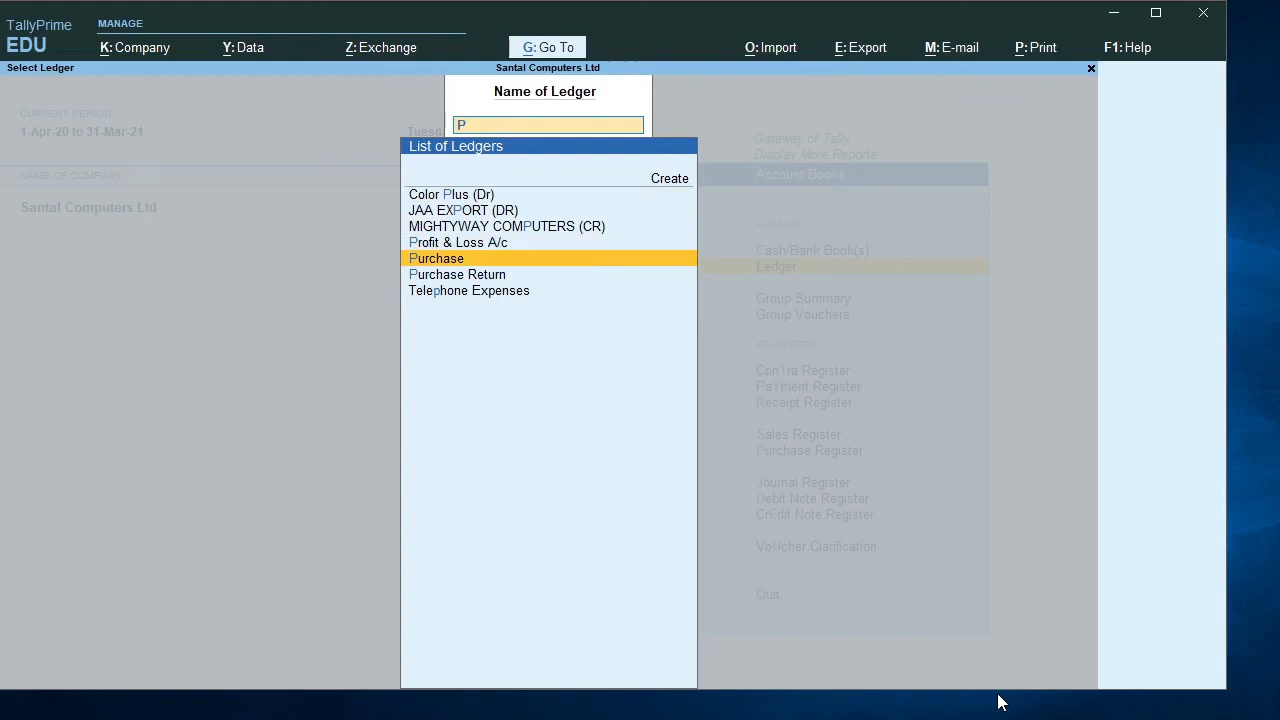 TallyPrime
MANAGE
EDU
K: Company
Y: Data
Z: Exchange
G: Go To
O: Import
E: Export
M: E-mail
P: Print
F1: Help
Select Ledger
Santal Computers Ltd
Name of Ledger
P
CURRENT PERIOD
1-Apr-20 to 31-Mar-21
Tuesd
NAME OF COMPANY
Santal Computers Ltd
List of Ledgers
Create
Color Plus (Dr)
JAA EXPORT (DR)
MIGHTYWAY COMPUTERS (CR)
Profit & Loss A/c
Purchase
Purchase Return
Telephone Expenses
Gateway of Tally
Display More Reports
Account Books
SUMMARY
Cash/Bank Book(s)
Ledger
Group Summary
Group Vouchers
REGISTERS
ConTra Register
PaYment Register
Receipt Register
Sales Register
Purchase Register
Journal Register
Debit Note Register
CrEdit Note Register
VoUcher Clarification
Quit